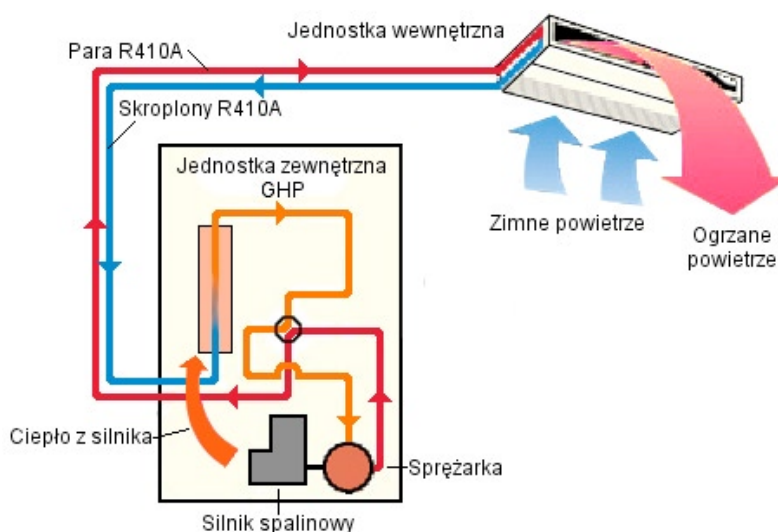 Jednostka wewnętrzna
Para R410A
Skroplony R410A
Jednostka zewnętrzna
GHP
Zimne powietrze
Ogrzane
powietrze
Ciepło z silnika
Sprężarka
Silnik spalinowy